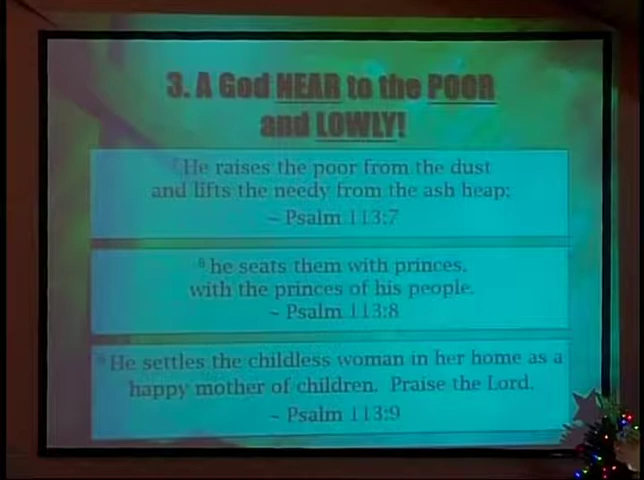 3. A God NEAR to the POOR
and LOWLY!
7 He raises the poor from the dust
and lifts the needy from the ash heap;
~ Psalm 113:7
8 he seats them with princes,
with the princes of his people.
~ Psalm 113:8
9 He settles the childless woman in her home as a
happy mother of children. Praise the Lord.
~ Psalm 113:9